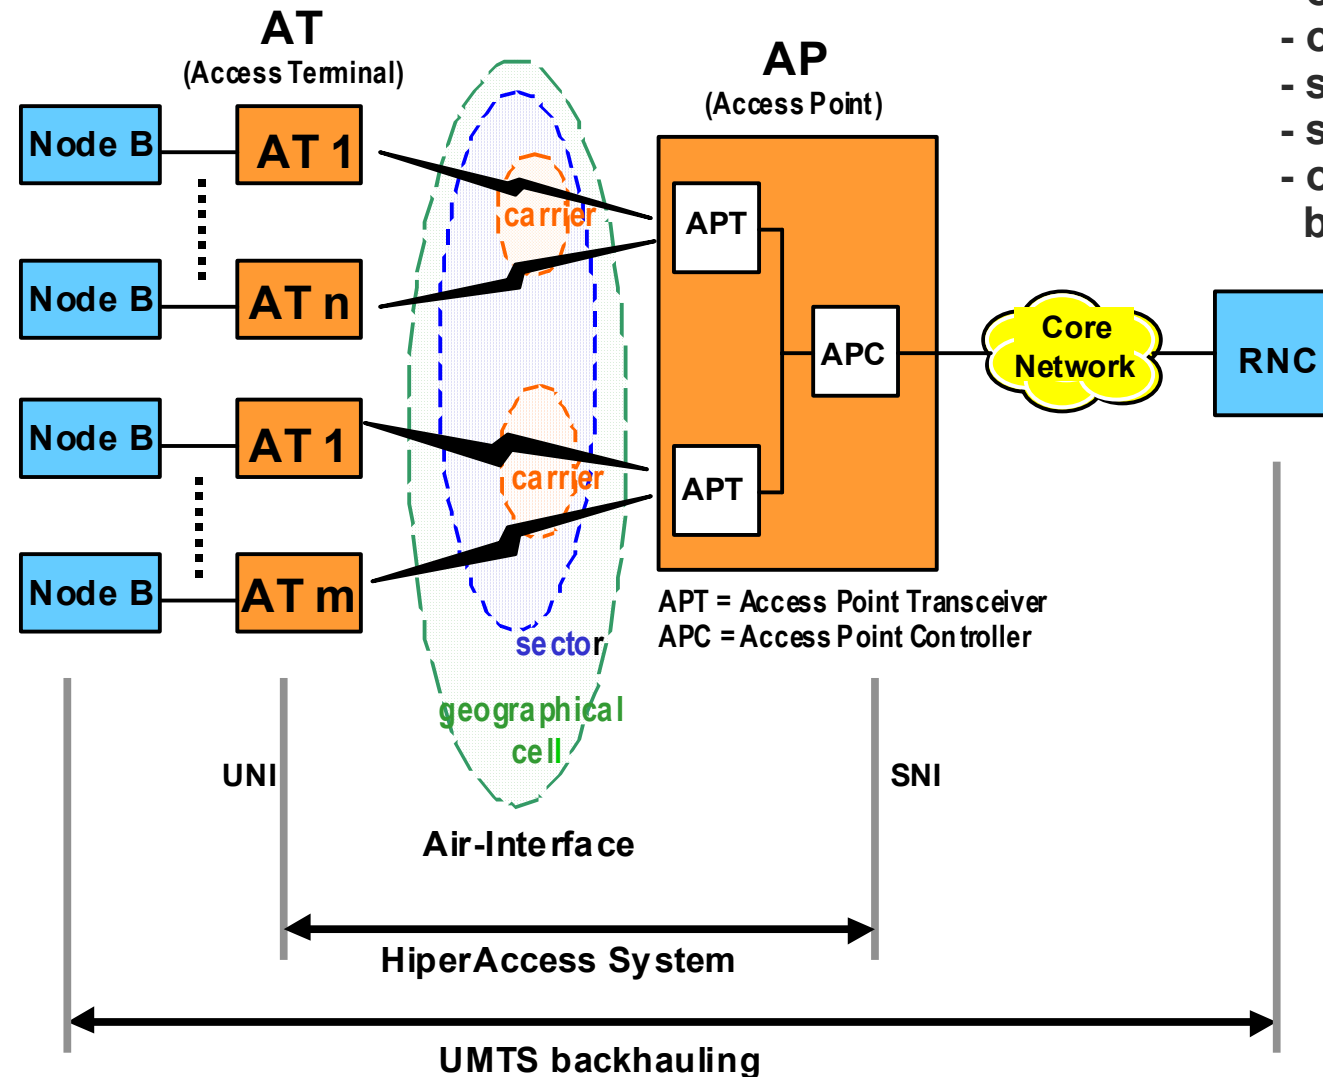 AT
(Access Terminal)
AP
(Access Point)
Node B
AT 1
Node B
AT n
Node B
AT 1
Node B
AT m
carrier
carrier
sector
geographical
cell
APT
APT
APC
Core
Network
RNC
APT = Access Point Transceiver
APC = Access Point Controller
UNI
SNI
Air-Interface
HiperAccess System
UMTS backhauling